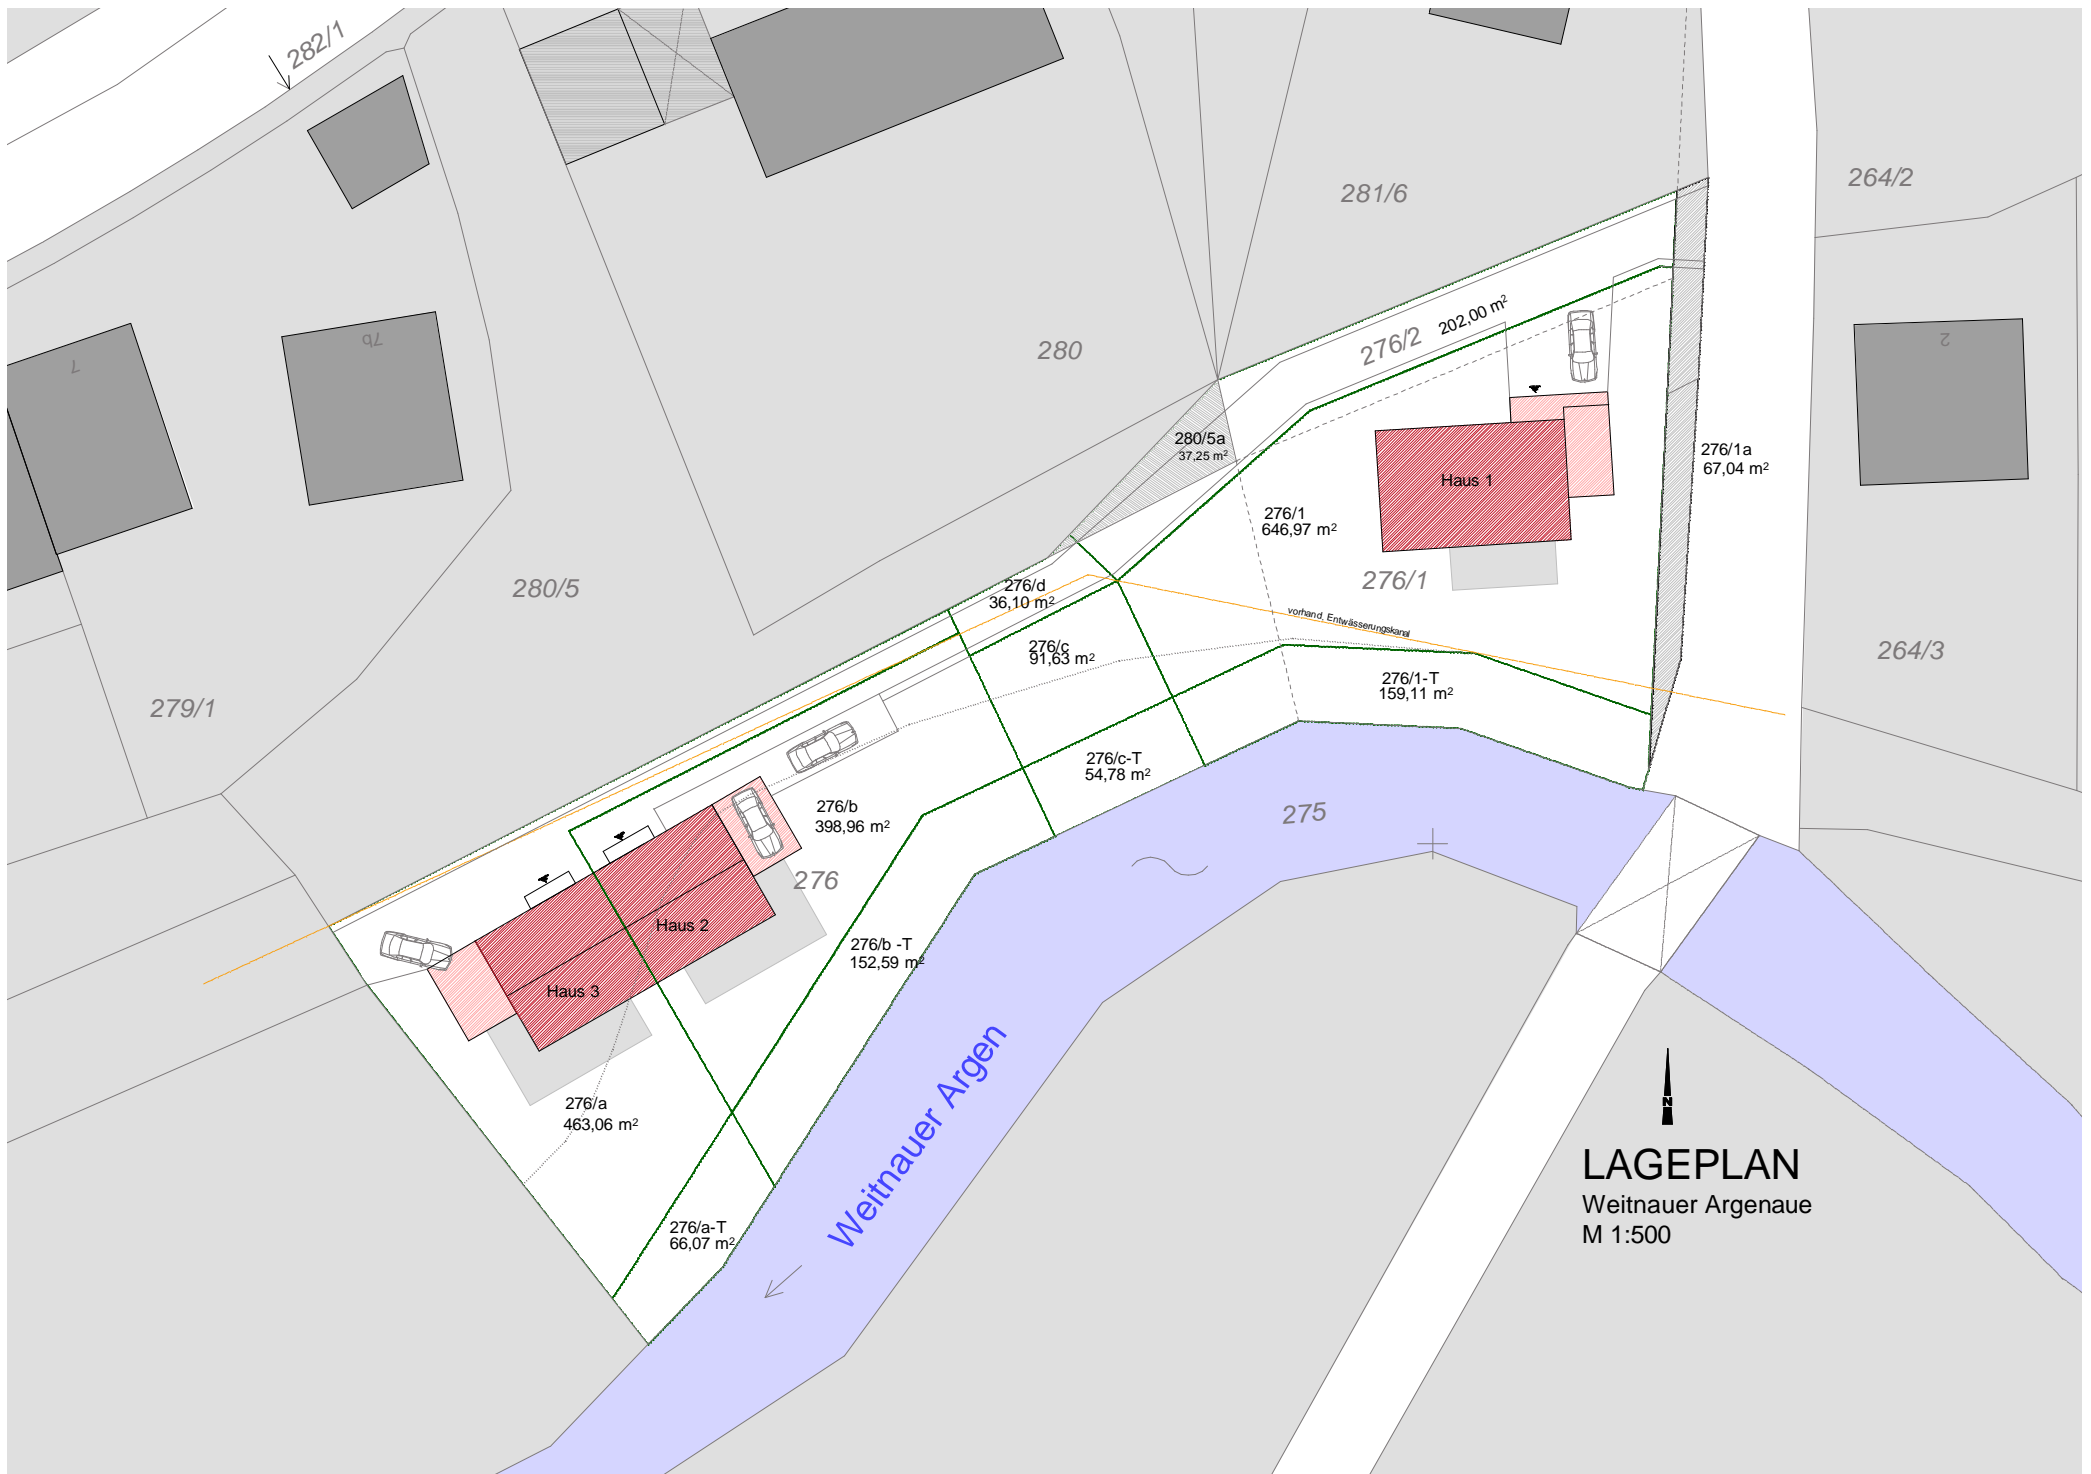 282/1
281/6
264/2
7
7b
280
276/2
202,00 m²
2
280/5a
37,25 m²
276/1a
67,04 m²
Haus 1
276/1
646,97 m²
276/1
280/5
276/d
36,10 m²
vorhand. Entwässerungskanal
276/c
91,63 m²
264/3
276/1-T
159,11 m²
279/1
276/c-T
54,78 m²
276/b
398,96 m²
275
276
Haus 2
276/b -T
152,59 m²
Haus 3
Weitnauer Argen
276/a
463,06 m²
N
LAGEPLAN
Weitnauer Argenaue
M 1:500
276/a-T
66,07 m²